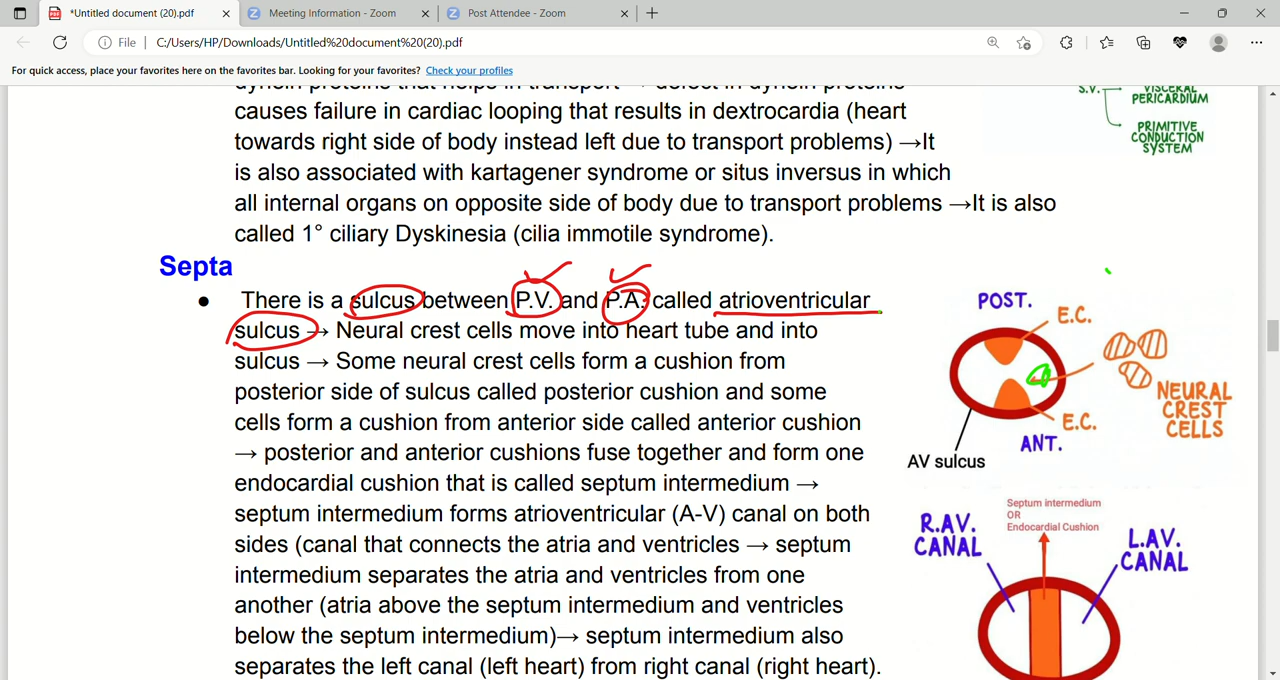 *Untitled document (20).pdf
Meeting Information - Zoom
Post Attendee - Zoom
File
C:/Users/HP/Downloads/Untitled%20document%20(20).pdf
For quick access, place your favorites here on the favorites bar. Looking for your favorites? Check your profiles
dynein proteins that helps in transport → defect in dynein proteins
causes failure in cardiac looping that results in dextrocardia (heart
towards right side of body instead left due to transport problems) →It
is also associated with kartagener syndrome or situs inversus in which
all internal organs on opposite side of body due to transport problems →It is also
called 1° ciliary Dyskinesia (cilia immotile syndrome).
S.V.
VISCERAL
PERICARDIUM
PRIMITIVE
CONDUCTION
SYSTEM
Septa
● There is a sulcus between P.V. and P.A. called atrioventricular
sulcus → Neural crest cells move into heart tube and into
sulcus → Some neural crest cells form a cushion from
posterior side of sulcus called posterior cushion and some
cells form a cushion from anterior side called anterior cushion
→ posterior and anterior cushions fuse together and form one
endocardial cushion that is called septum intermedium →
septum intermedium forms atrioventricular (A-V) canal on both
sides (canal that connects the atria and ventricles → septum
intermedium separates the atria and ventricles from one
another (atria above the septum intermedium and ventricles
below the septum intermedium)→ septum intermedium also
separates the left canal (left heart) from right canal (right heart).
POST.
E.C.
NEURAL
CREST
CELLS
E.C.
ANT.
AV sulcus
Septum intermedium
OR
Endocardial Cushion
R.AV.
CANAL
L.AV.
CANAL